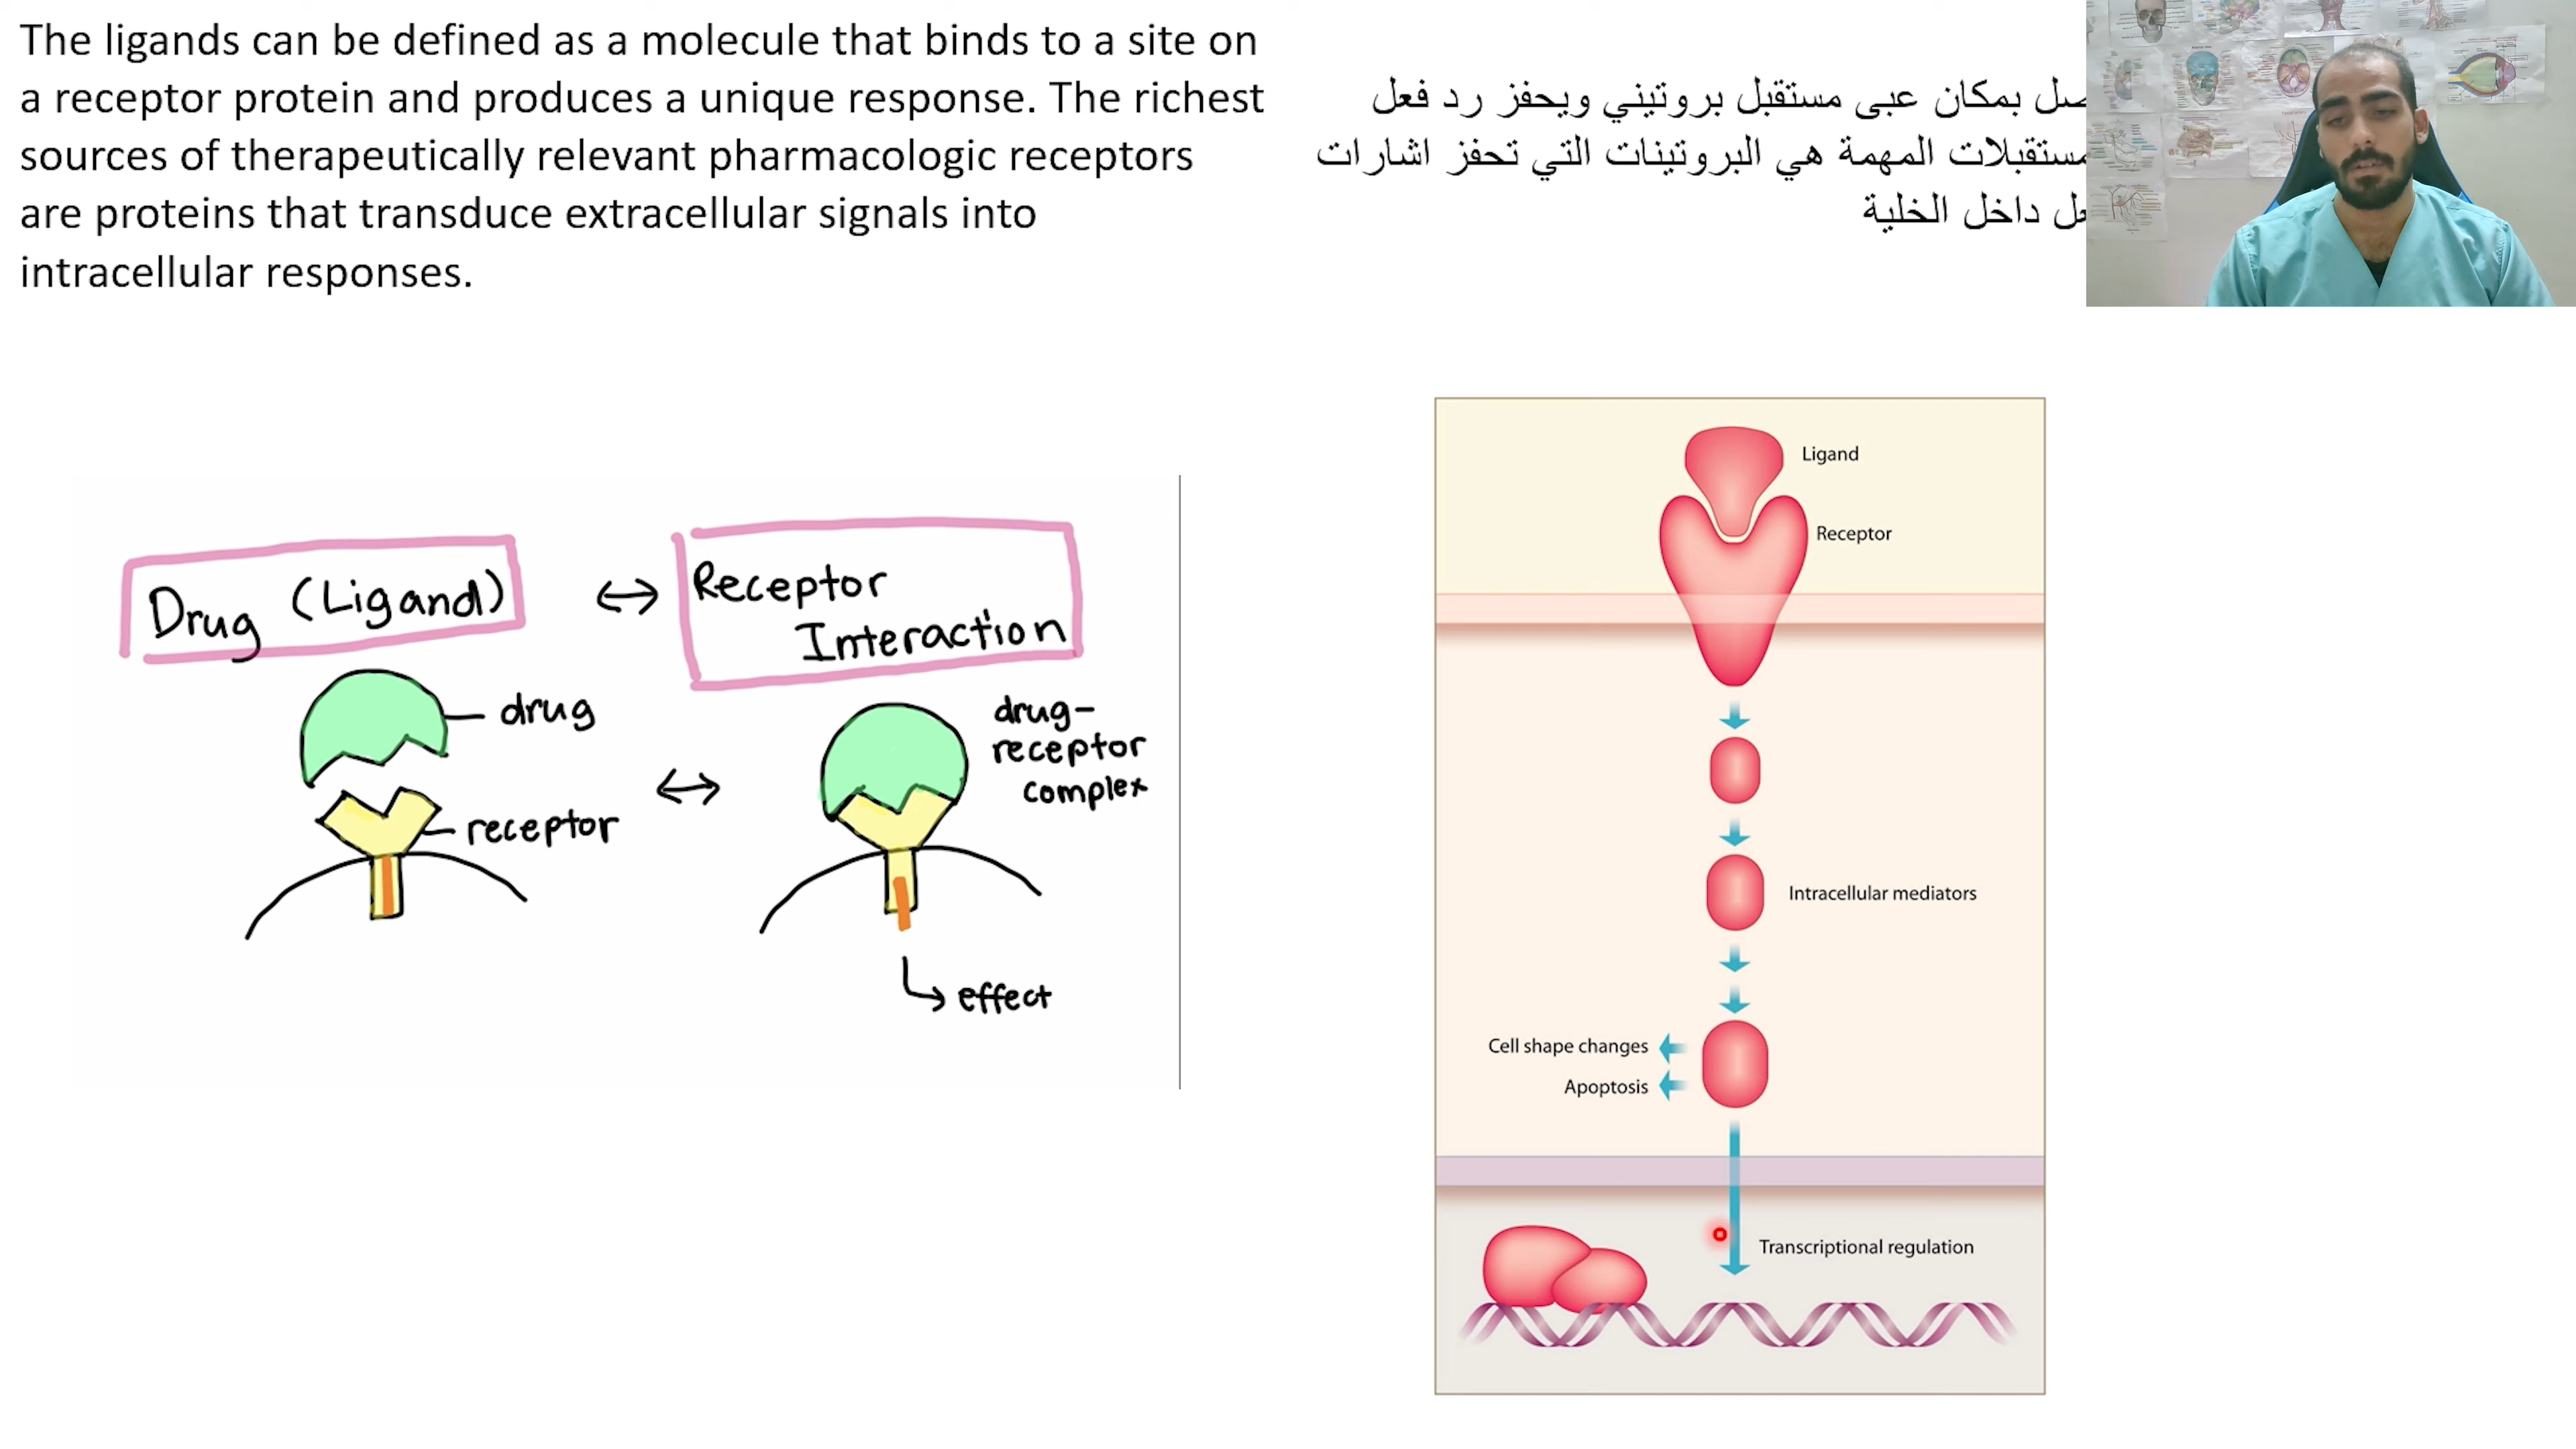 The ligands can be defined as a molecule that binds to a site on
a receptor protein and produces a unique response. The richest
sources of therapeutically relevant pharmacologic receptors
are proteins that transduce extracellular signals into
intracellular responses.
بمكان عبى مستقبل بروتيني ويحفز رد فعل
المهمة هي البروتينات التي تحفز اشارات
داخل الخلية
Drug (Ligand) ↔ Receptor
Interaction
drug
receptor
↔
drug-
receptor
complex
effect
Ligand
Receptor
Intracellular mediators
Cell shape changes
Apoptosis
Transcriptional regulation